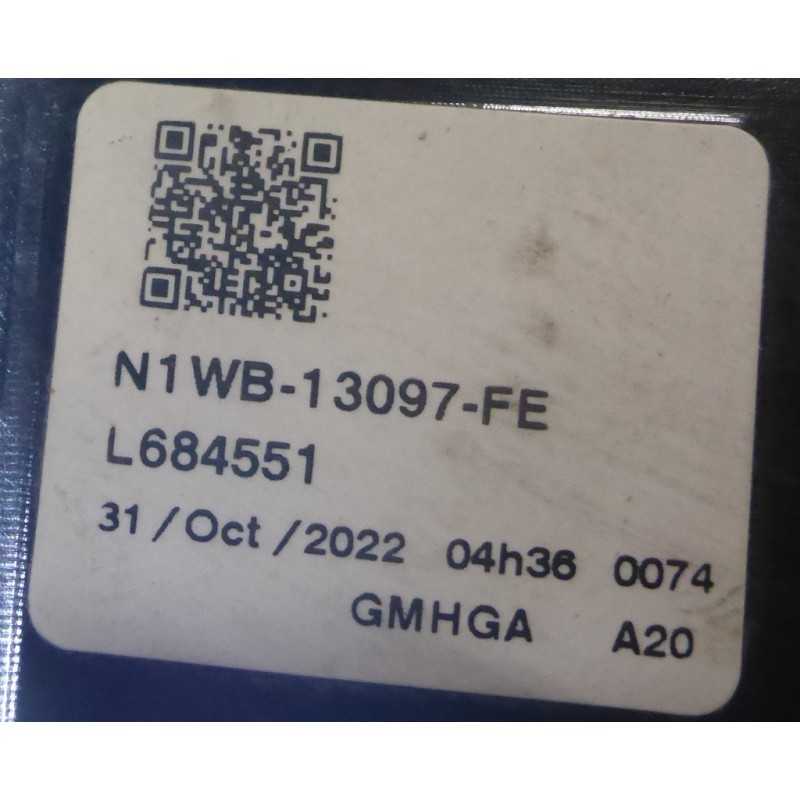 N1WB-13097-FE
L684551
31/Oct/2022 04h36 0074
GMHGA A20